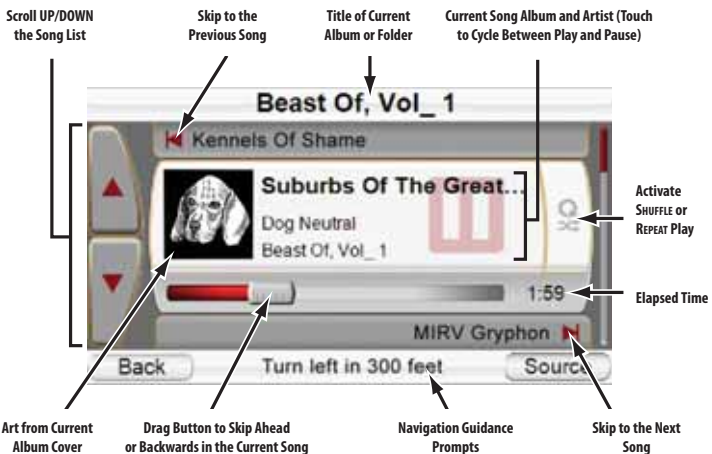 Scroll UP/DOWN
the Song List
Skip to the
Previous Song
Title of Current
Album or Folder
Current Song Album and Artist (Touch
to Cycle Between Play and Pause)
Beast Of, Vol_ 1
Kennels Of Shame
Suburbs Of The Great...
Dog Neutral
Beast Of, Vol_ 1
Activate
SHUFFLE or
REPEAT Play
1:59
Elapsed Time
MIRV Gryphon
Back
Turn left in 300 feet
Source
Art from Current
Album Cover
Drag Button to Skip Ahead
or Backwards in the Current Song
Navigation Guidance
Prompts
Skip to the Next
Song